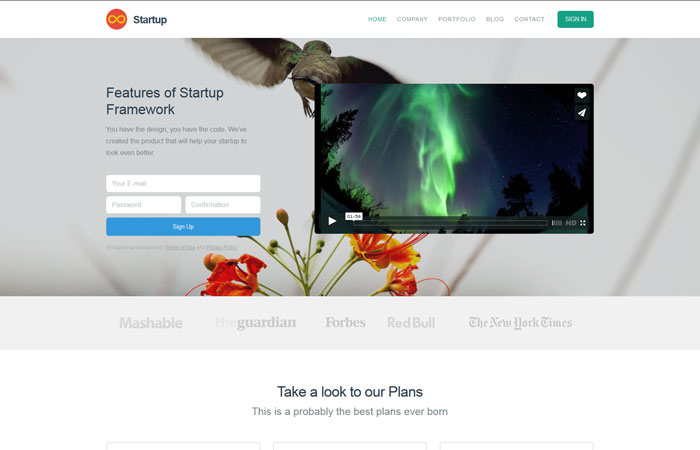 Startup
HOME COMPANY PORTFOLIO BLOG CONTACT SIGN IN
Features of Startup
Framework
You have the design, you have the code. We've
created the product that will help your startup to
look even better.
Your E-mail
Password Confirmation
Sign Up
By signing up you agree to Terms of Use and Privacy Policy
01:56
HD
Mashable theguardian Forbes Red Bull The New York Times
Take a look to our Plans
This is a probably the best plans ever born